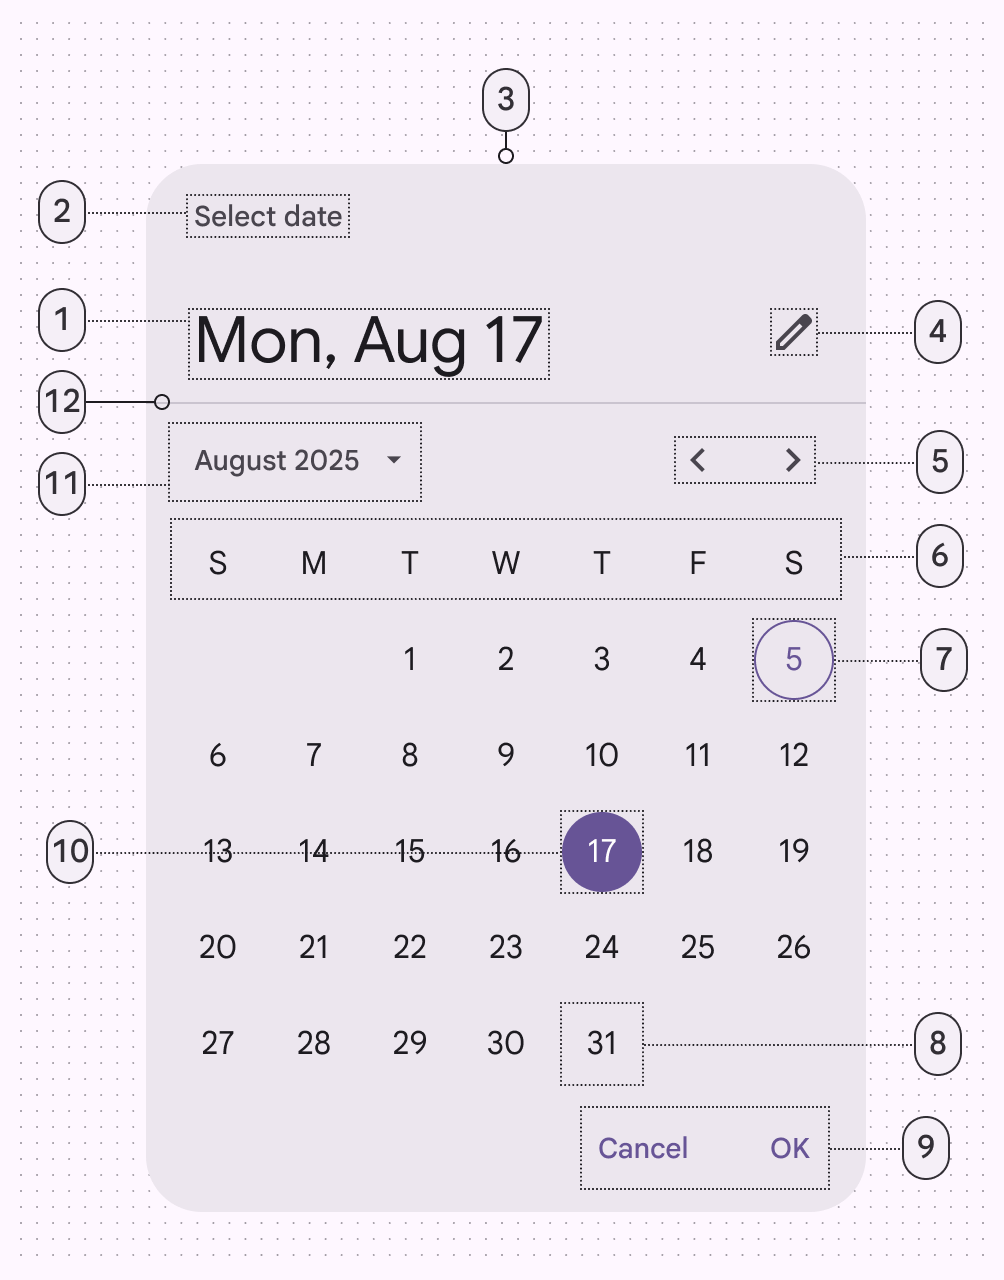 3
2 Select date
1 Mon, Aug 17 4
12
August 2025 5
11
S M T W T F S 6
1 2 3 4 5 7
6 7 8 9 10 11 12
10 13 14 15 16 17 18 19
20 21 22 23 24 25 26
27 28 29 30 31 8
Cancel OK 9